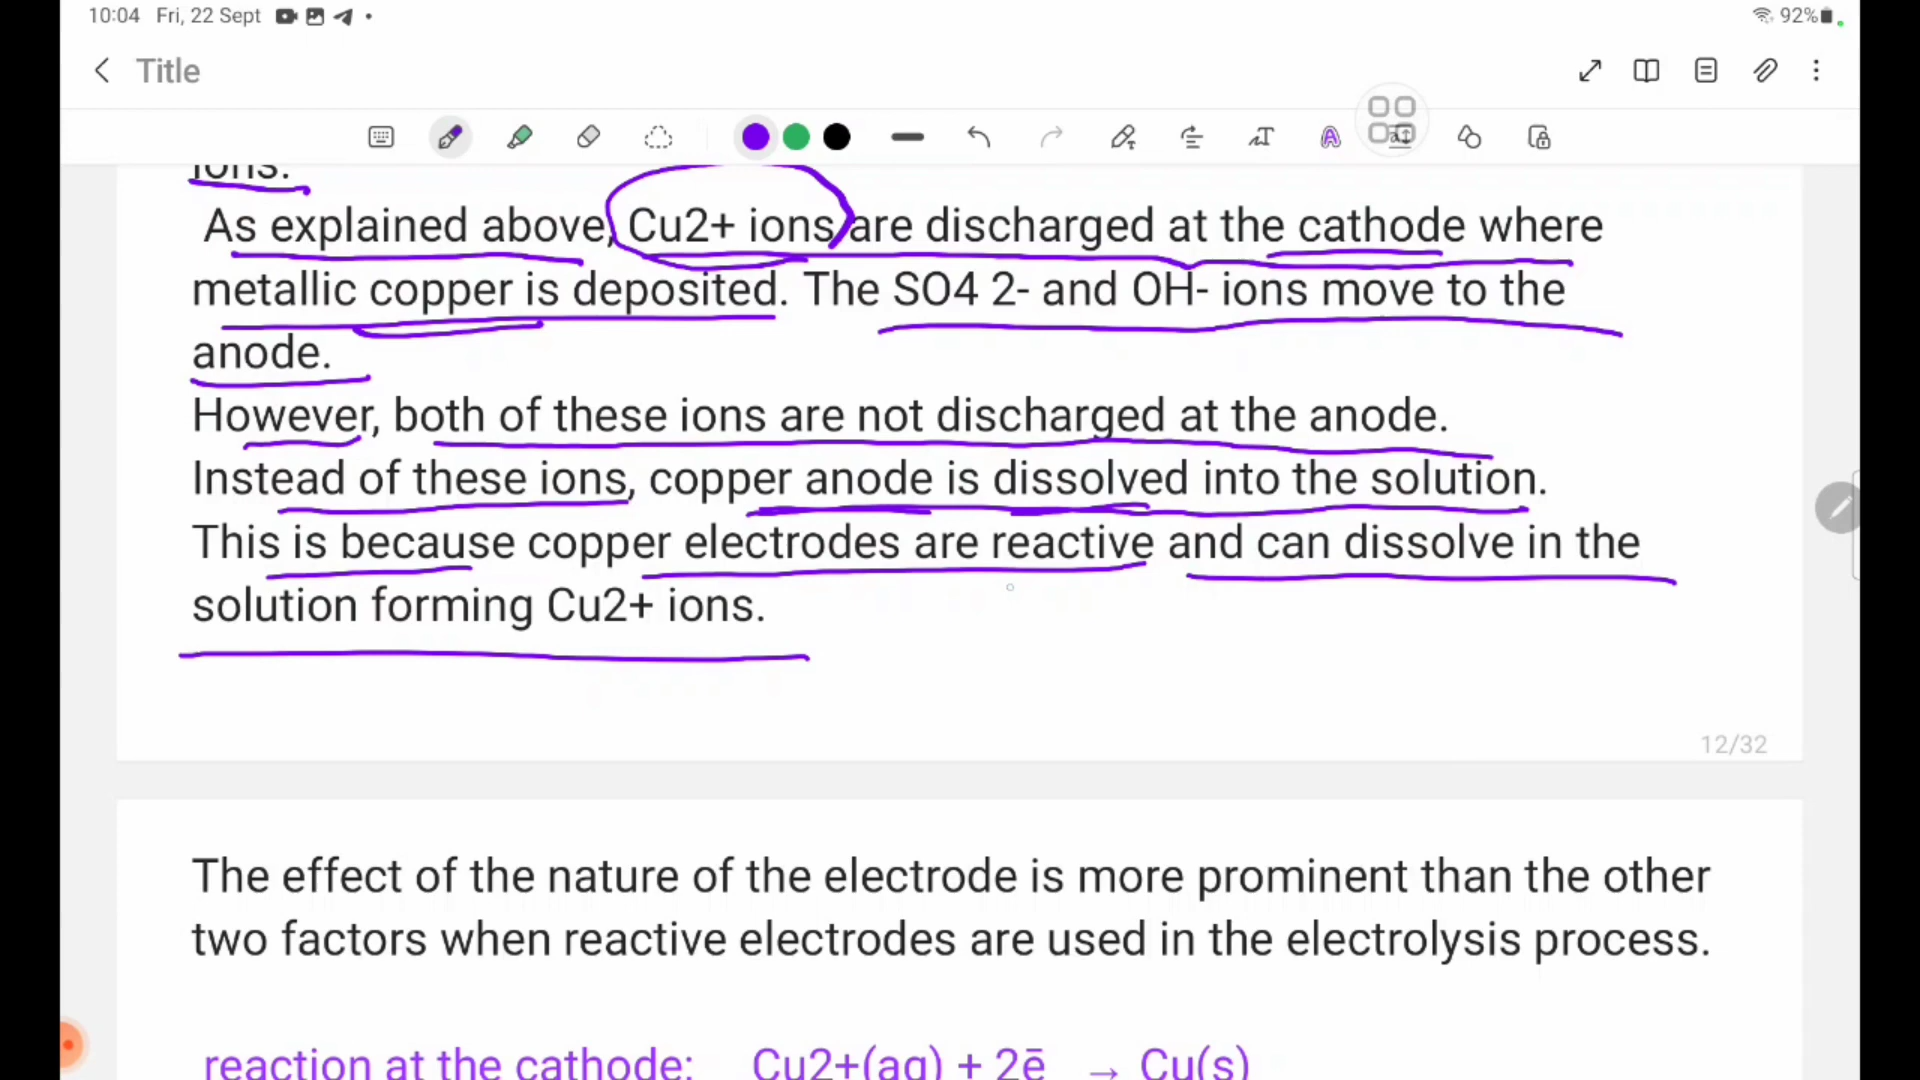 10:04 Fri, 22 Sept
92%
Title
ions.
As explained above, Cu2+ ions are discharged at the cathode where
metallic copper is deposited. The SO4 2- and OH- ions move to the
anode.
However, both of these ions are not discharged at the anode.
Instead of these ions, copper anode is dissolved into the solution.
This is because copper electrodes are reactive and can dissolve in the
solution forming Cu2+ ions.
12/32
The effect of the nature of the electrode is more prominent than the other
two factors when reactive electrodes are used in the electrolysis process.
reaction at the cathode: Cu2+(aq) + 2ē → Cu(s)